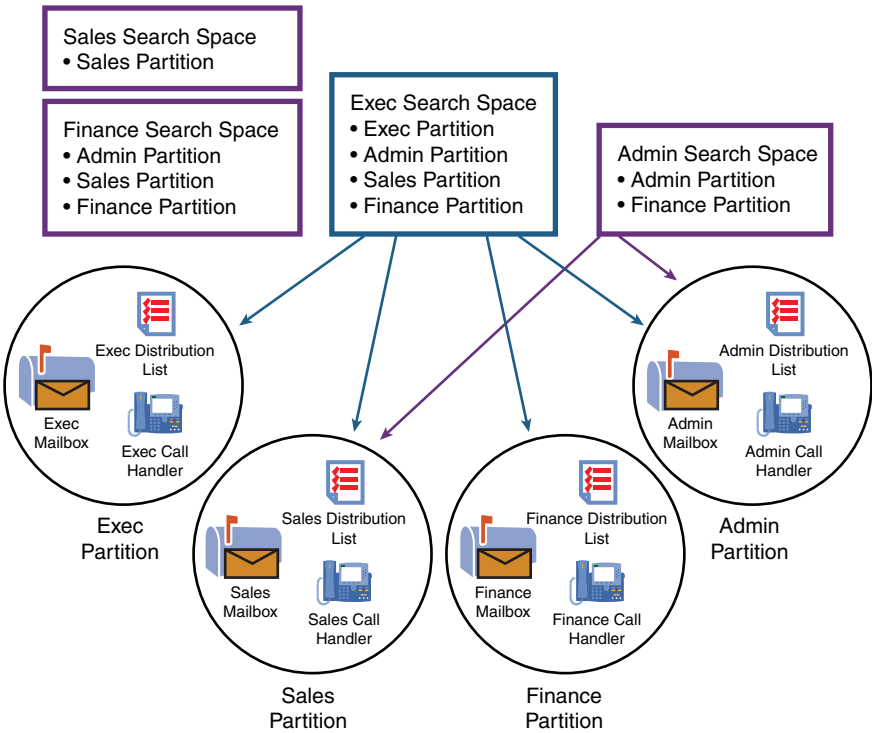 Sales Search Space
• Sales Partition
Finance Search Space
• Admin Partition
• Sales Partition
• Finance Partition
Exec Search Space
• Exec Partition
• Admin Partition
• Sales Partition
• Finance Partition
Admin Search Space
• Admin Partition
• Finance Partition
Exec Distribution
List
Exec
Mailbox
Exec Call
Handler
Exec
Partition
Sales Distribution
List
Sales
Mailbox
Sales Call
Handler
Sales
Partition
Finance Distribution
List
Finance
Mailbox
Finance Call
Handler
Finance
Partition
Admin Distribution
List
Admin
Mailbox
Admin Call
Handler
Admin
Partition